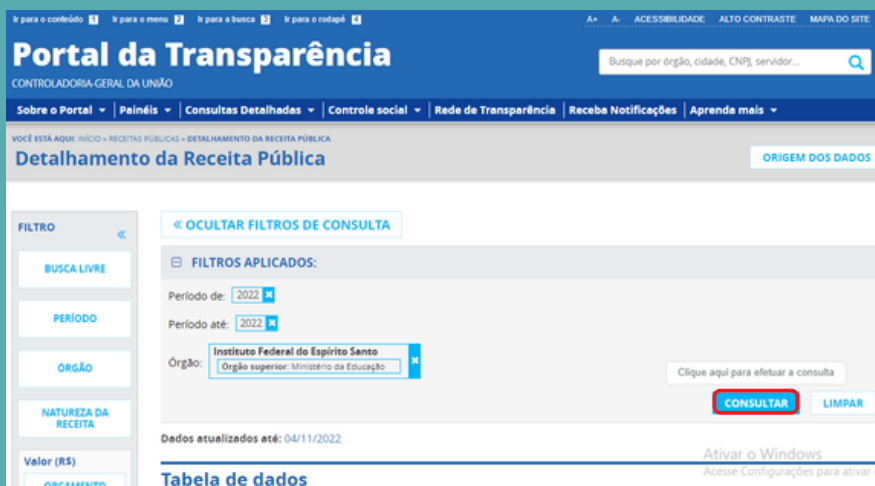 Ir para o conteúdo 1 Ir para o menu 2 Ir para a busca 3 Ir para o rodapé 4 A+ A- ACESSIBILIDADE ALTO CONTRASTE MAPA DO SITE
Portal da Transparência
CONTROLADORIA-GERAL DA UNIÃO
Busque por órgão, cidade, CNPJ, servidor...
Sobre o Portal Painéis Consultas Detalhadas Controle social Rede de Transparência Receba Notificações Aprenda mais
VOCÊ ESTÁ AQUI: INÍCIO » RECEITAS PÚBLICAS » DETALHAMENTO DA RECEITA PÚBLICA
Detalhamento da Receita Pública
ORIGEM DOS DADOS
FILTRO «
BUSCA LIVRE
PERÍODO
ÓRGÃO
NATUREZA DA
RECEITA
Valor (R$)
ORÇAMENTO
« OCULTAR FILTROS DE CONSULTA
FILTROS APLICADOS:
Período de: 2022 x
Período até: 2022 x
Órgão: Instituto Federal do Espírito Santo x
Órgão superior: Ministério da Educação
Clique aqui para efetuar a consulta
CONSULTAR LIMPAR
Dados atualizados até: 04/11/2022
Ativar o Windows
Acesse Configurações para ativar
Tabela de dados